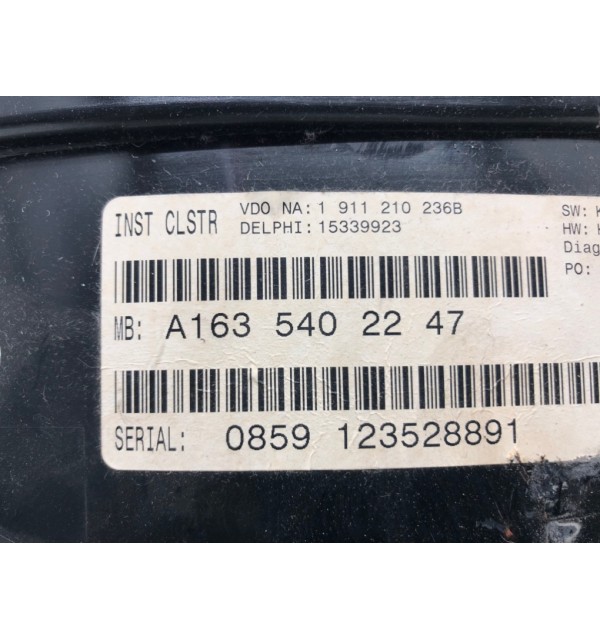 INST CLSTR
VDO NA: 1 911 210 236B
DELPHI: 15339923
SW: K
HW:
Diag
PO:
MB: A163 540 22 47
SERIAL: 0859 123528891